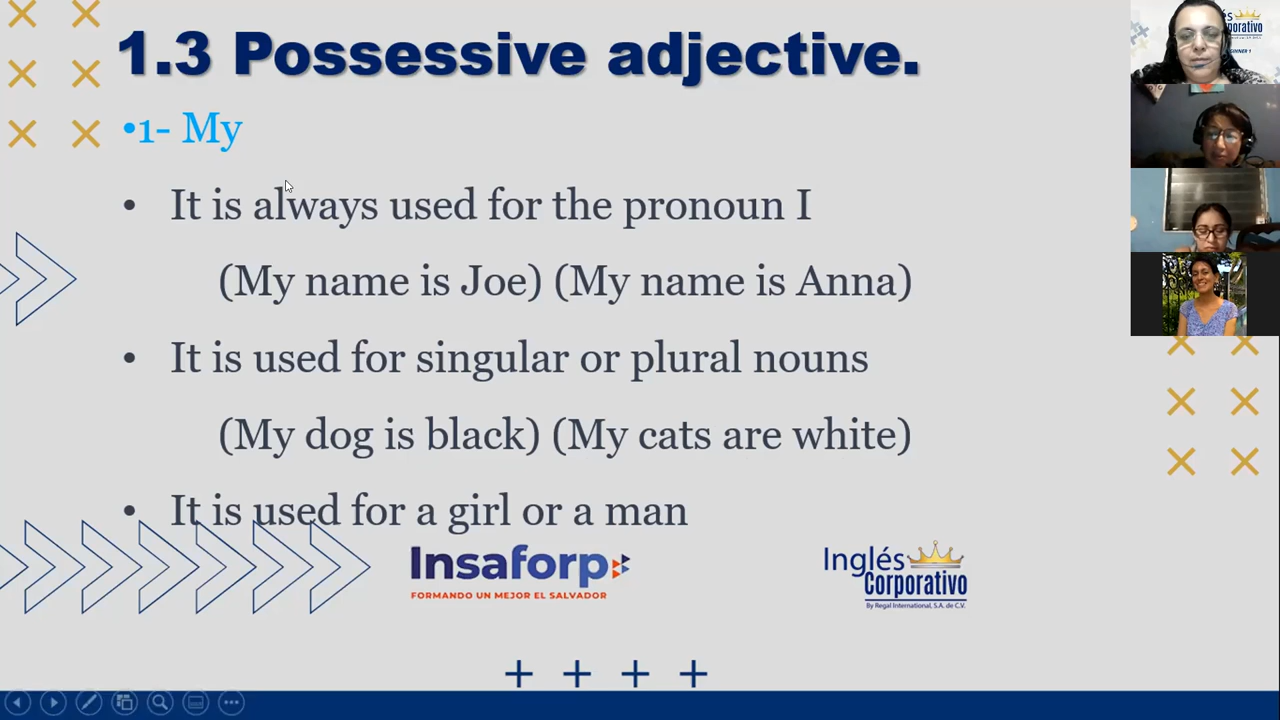 1.3 Possessive adjective.
•1- My
• It is always used for the pronoun I
(My name is Joe) (My name is Anna)
• It is used for singular or plural nouns
(My dog is black) (My cats are white)
• It is used for a girl or a man
Insaforp
FORMANDO UN MEJOR EL SALVADOR
Inglés
Corporativo
By Regal International, S.A. de C.V.